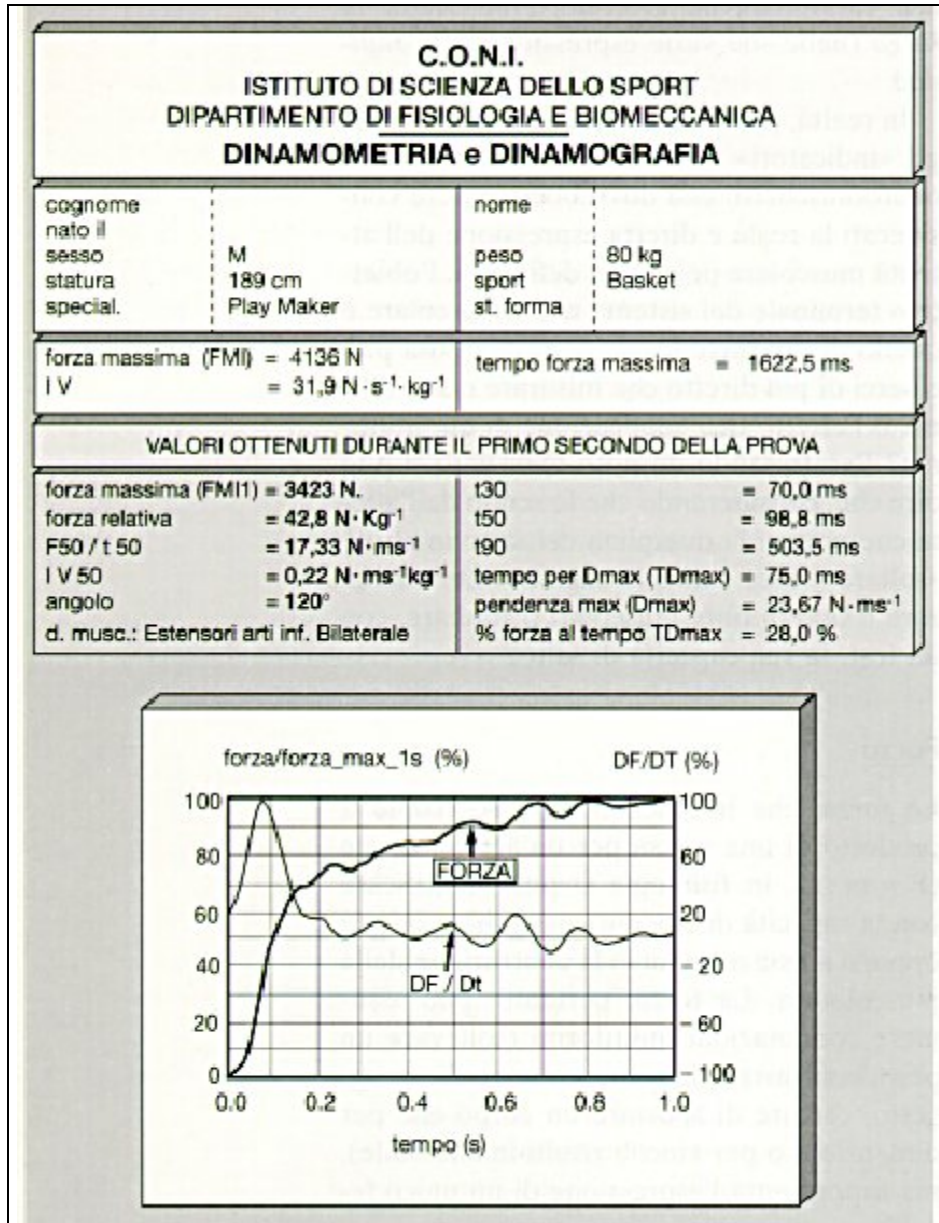 C.O.N.I.
ISTITUTO DI SCIENZA DELLO SPORT
DIPARTIMENTO DI FISIOLOGIA E BIOMECCANICA
DINAMOMETRIA e DINAMOGRAFIA
cognome
nato il
sesso : M
statura : 189 cm
special. : Play Maker
nome
peso : 80 kg
sport : Basket
st. forma
forza massima (FMI) = 4136 N
I V = 31,9 N·s⁻¹·kg⁻¹
tempo forza massima = 1622,5 ms
VALORI OTTENUTI DURANTE IL PRIMO SECONDO DELLA PROVA
forza massima (FMI1) = 3423 N.
forza relativa = 42,8 N·Kg⁻¹
F50 / t 50 = 17,33 N·ms⁻¹
I V 50 = 0,22 N·ms⁻¹kg⁻¹
angolo = 120°
d. musc.: Estensori arti inf. Bilaterale
t30 = 70,0 ms
t50 = 98,8 ms
t90 = 503,5 ms
tempo per Dmax (TDmax) = 75,0 ms
pendenza max (Dmax) = 23,67 N·ms⁻¹
% forza al tempo TDmax = 28,0 %
forza/forza_max_1s (%) DF/DT (%)
100 100
80 60
FORZA
60 20
40 - 20
DF / Dt
20 - 60
0 - 100
0.0 0.2 0.4 0.6 0.8 1.0
tempo (s)